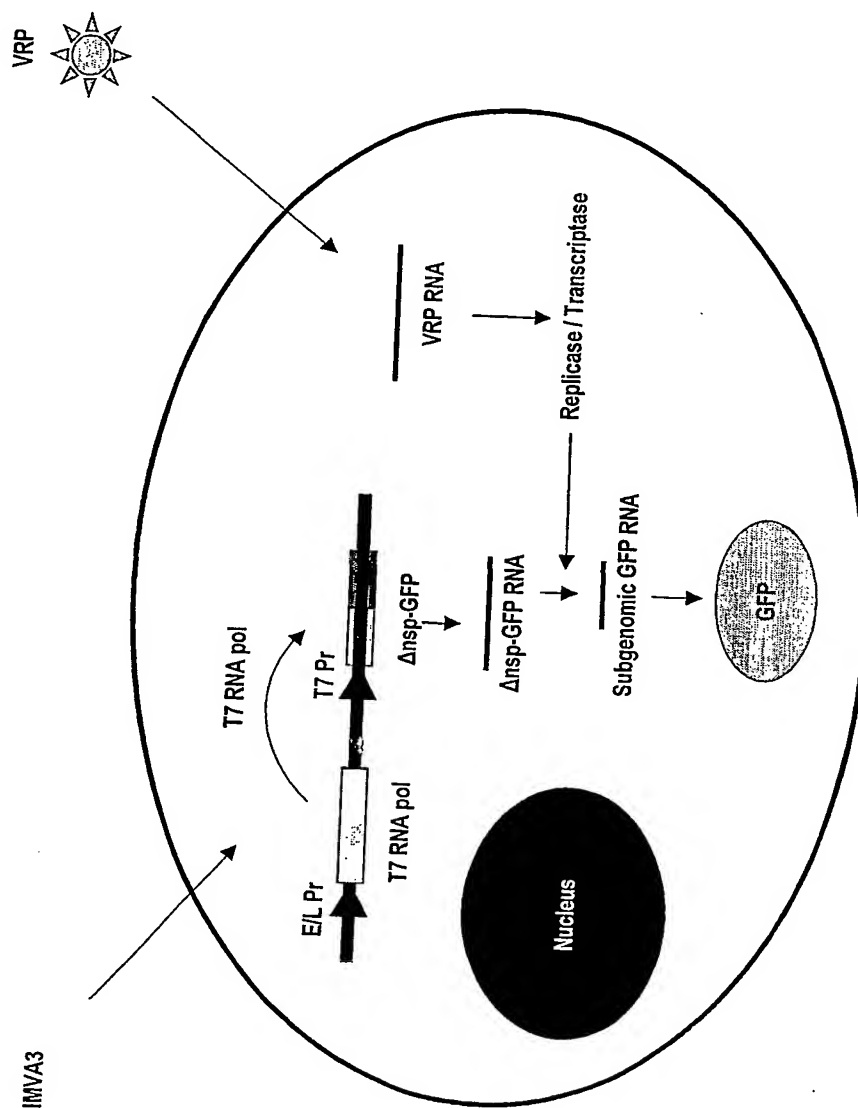 IMVA3
VRP
T7 RNA pol
E/L Pr
T7 Pr
T7 RNA pol
Δnsp-GFP
VRP RNA
Δnsp-GFP RNA
Replicase / Transcriptase
Subgenomic GFP RNA
Nucleus
GFP